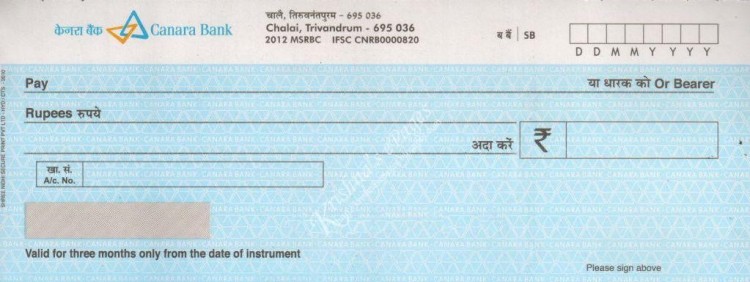 केनरा बैंक Canara Bank
चालै, तिरुवनंतपुरम - 695 036
Chalai, Trivandrum - 695 036
2012 MSRBC IFSC CNRB0000820
ब बैं SB
D D M M Y Y Y Y
Pay या धारक को Or Bearer
Rupees रुपये
अदा करें ₹
खा. सं.
A/c. No.
Valid for three months only from the date of instrument
Please sign above